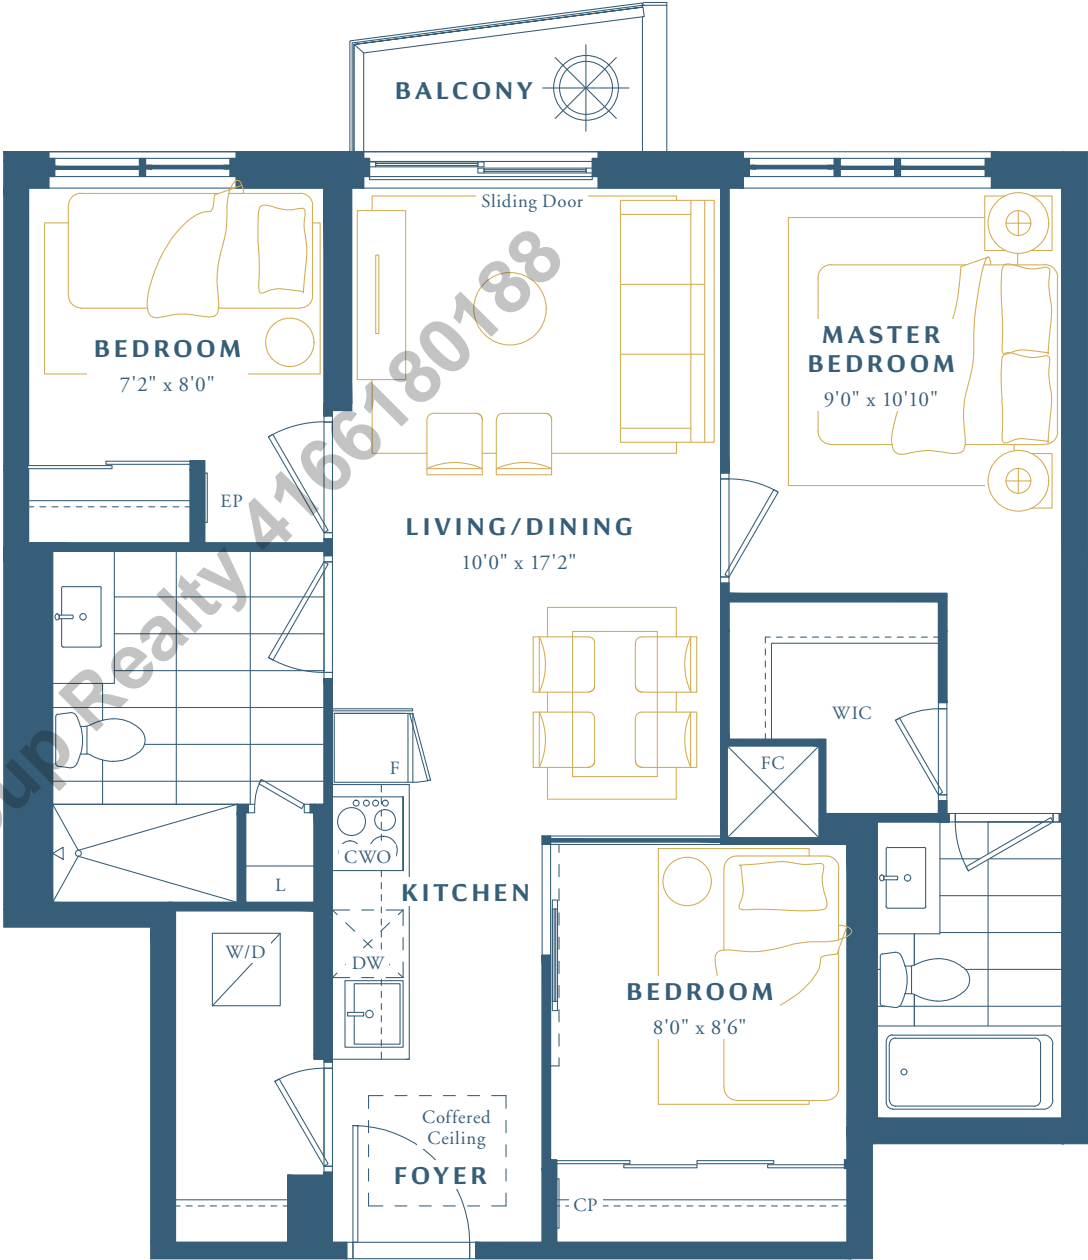 BALCONY
Sliding Door
BEDROOM
7'2" x 8'0"
MASTER
BEDROOM
9'0" x 10'10"
EP
LIVING/DINING
10'0" x 17'2"
WIC
FC
F
CWO
L
KITCHEN
W/D
DW
BEDROOM
8'0" x 8'6"
Coffered
Ceiling
FOYER
CP
Realty 4166180188